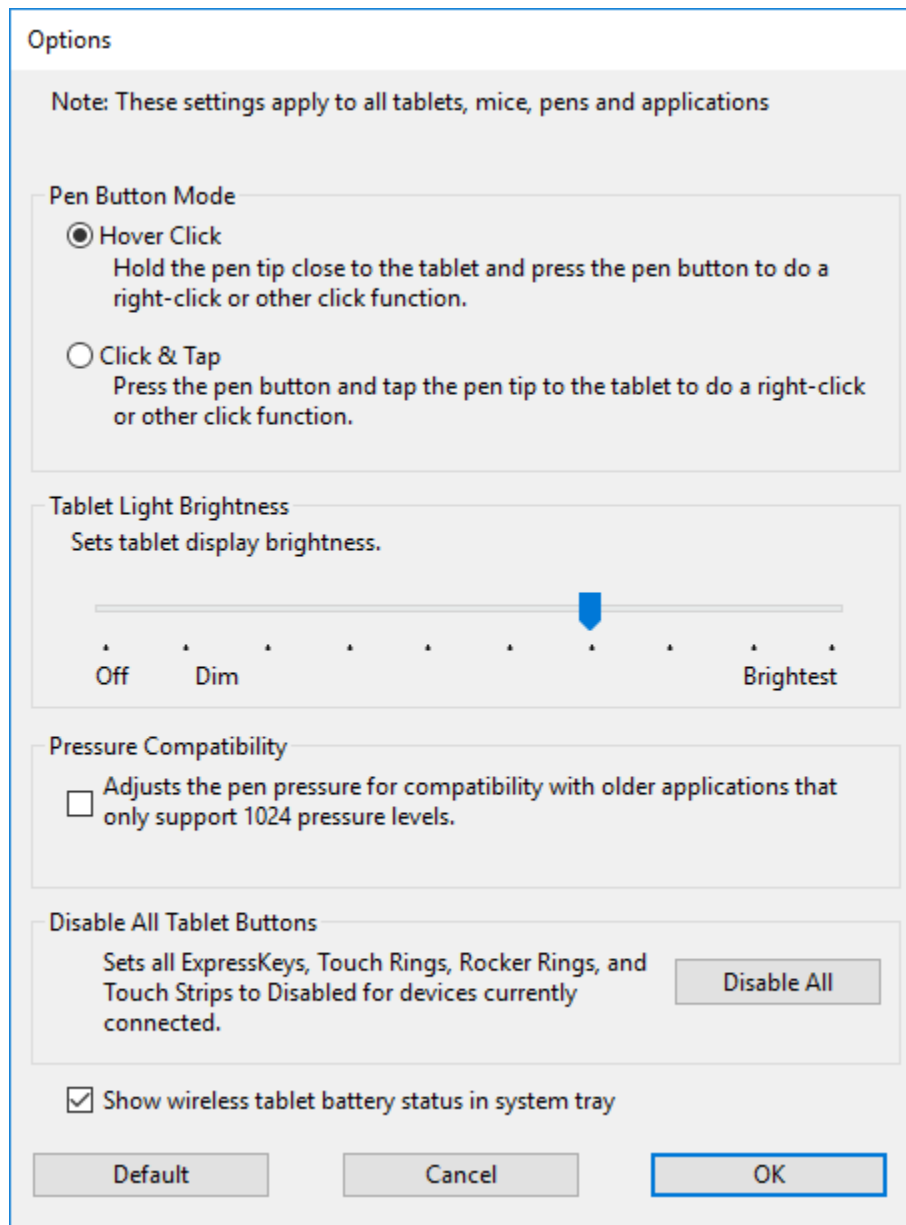 Options
Note: These settings apply to all tablets, mice, pens and applications
Pen Button Mode
Hover Click
Hold the pen tip close to the tablet and press the pen button to do a
right-click or other click function.
Click & Tap
Press the pen button and tap the pen tip to the tablet to do a right-click
or other click function.
Tablet Light Brightness
Sets tablet display brightness.
Off Dim Brightest
Pressure Compatibility
Adjusts the pen pressure for compatibility with older applications that
only support 1024 pressure levels.
Disable All Tablet Buttons
Sets all ExpressKeys, Touch Rings, Rocker Rings, and
Touch Strips to Disabled for devices currently
connected.
Disable All
Show wireless tablet battery status in system tray
Default Cancel OK